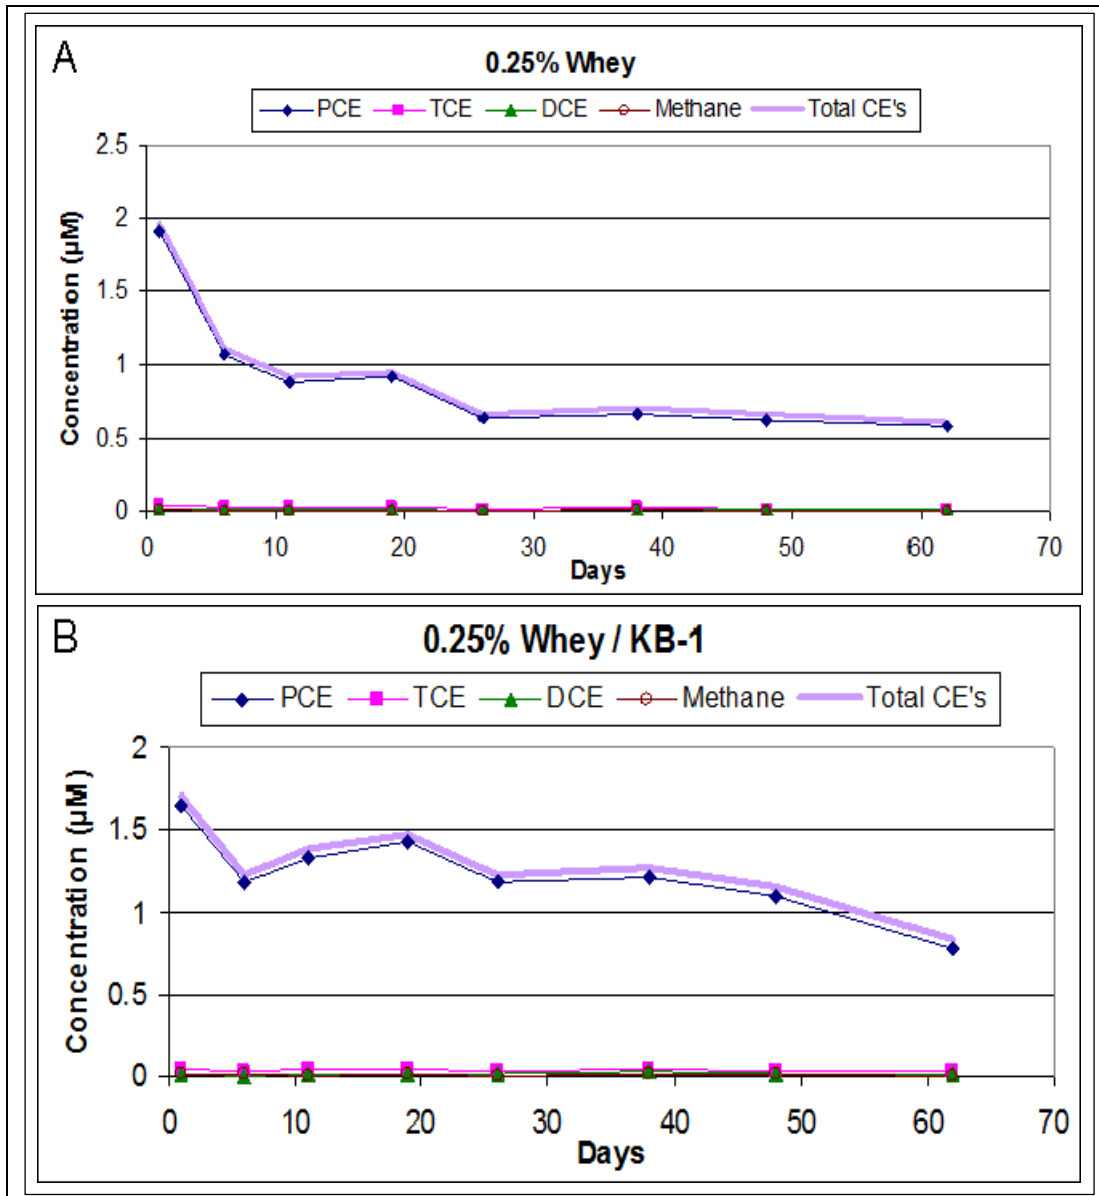 A
0.25% Whey
PCE TCE DCE Methane Total CE's
2.5
2
1.5
1
0.5
0
Concentration (µM)
0 10 20 30 40 50 60 70
Days
B
0.25% Whey / KB-1
PCE TCE DCE Methane Total CE's
2
1.5
1
0.5
0
Concentration (µM)
0 10 20 30 40 50 60 70
Days